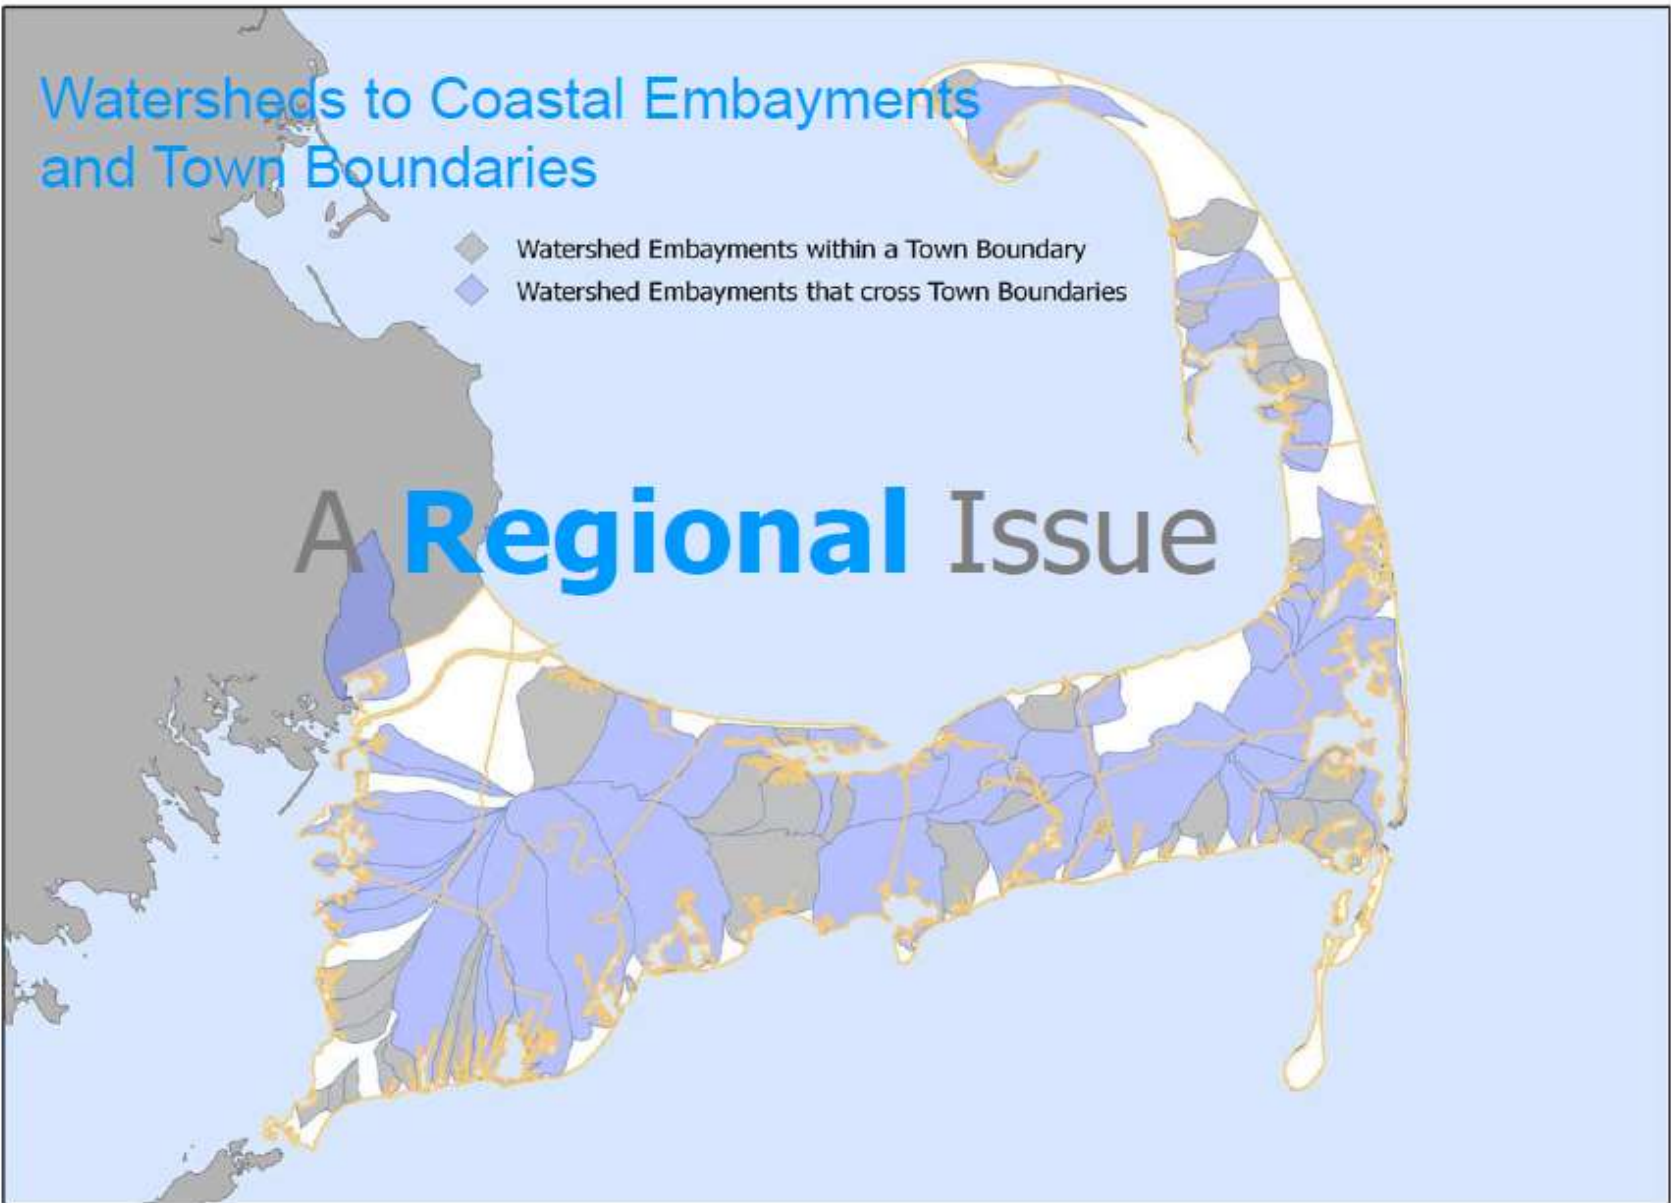 Watersheds to Coastal Embayments
and Town Boundaries
Watershed Embayments within a Town Boundary
Watershed Embayments that cross Town Boundaries
A Regional Issue